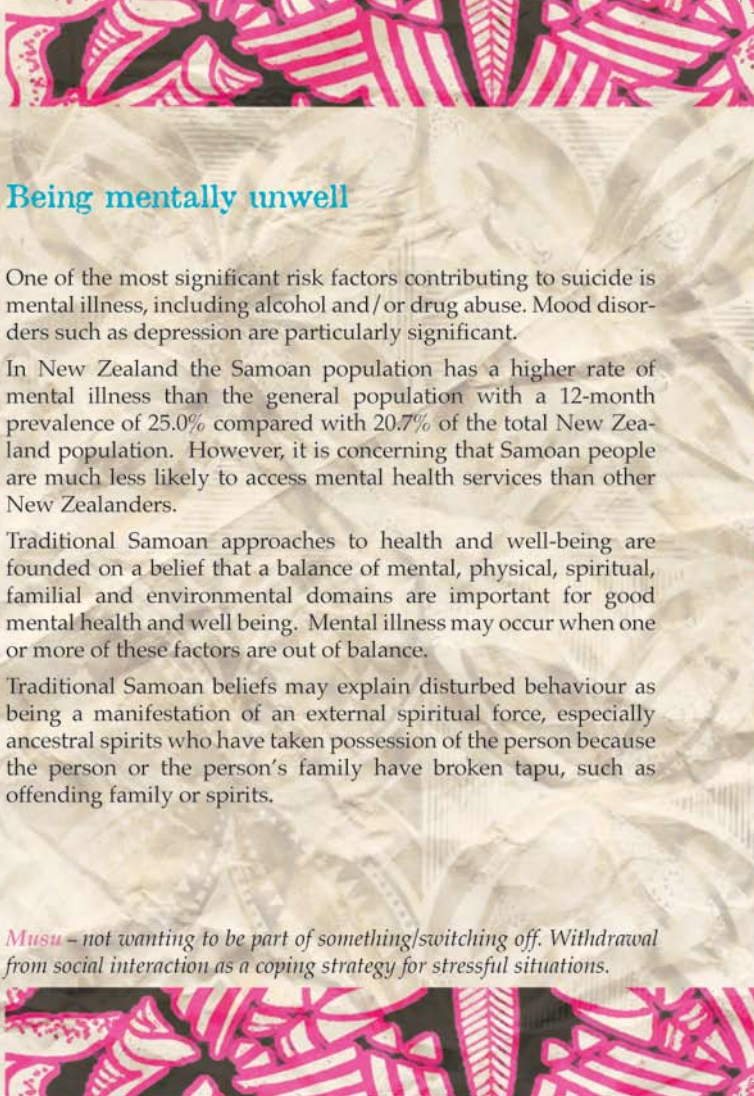 Being mentally unwell
One of the most significant risk factors contributing to suicide is
mental illness, including alcohol and/or drug abuse. Mood disor-
ders such as depression are particularly significant.
In New Zealand the Samoan population has a higher rate of
mental illness than the general population with a 12-month
prevalence of 25.0% compared with 20.7% of the total New Zea-
land population. However, it is concerning that Samoan people
are much less likely to access mental health services than other
New Zealanders.
Traditional Samoan approaches to health and well-being are
founded on a belief that a balance of mental, physical, spiritual,
familial and environmental domains are important for good
mental health and well being. Mental illness may occur when one
or more of these factors are out of balance.
Traditional Samoan beliefs may explain disturbed behaviour as
being a manifestation of an external spiritual force, especially
ancestral spirits who have taken possession of the person because
the person or the person's family have broken tapu, such as
offending family or spirits.
Musu – not wanting to be part of something/switching off. Withdrawal
from social interaction as a coping strategy for stressful situations.